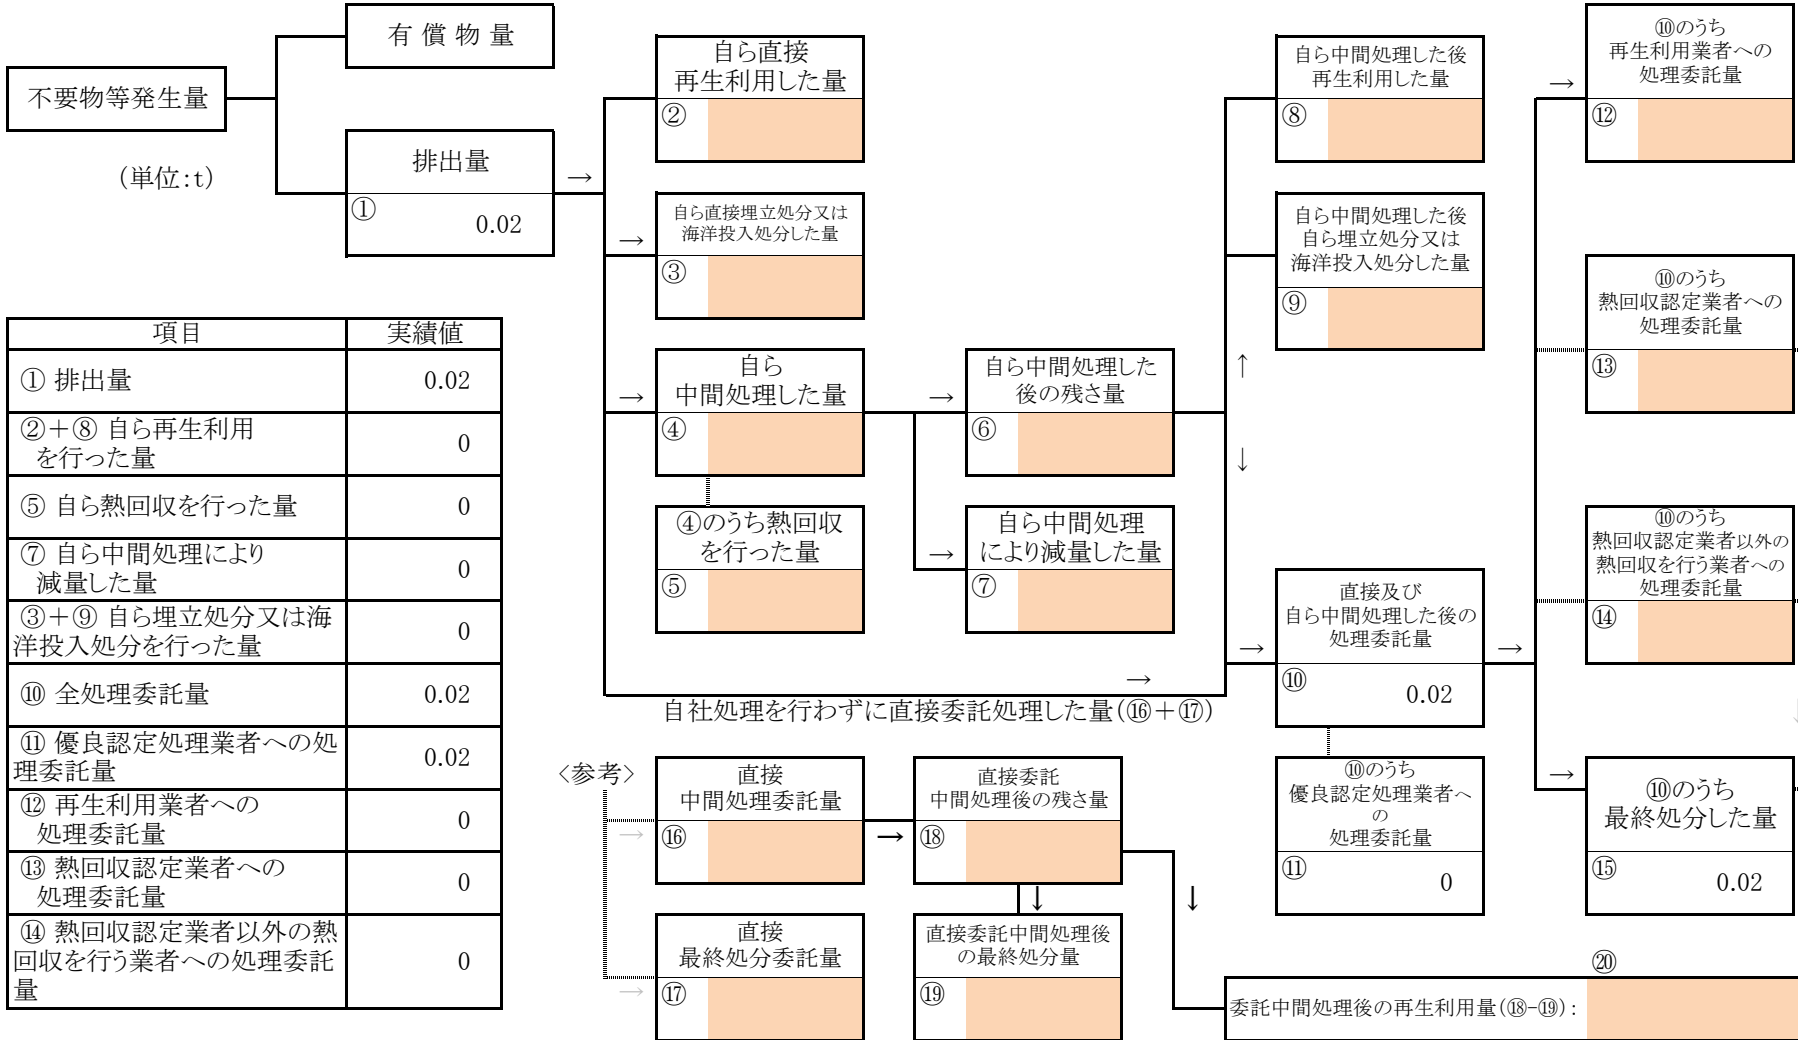 不要物等発生量
(単位:t)
有 償 物 量
排出量
① 0.02
→
自ら直接
再生利用した量
②
→
自ら直接埋立処分又は
海洋投入処分した量
③
→
自ら
中間処理した量
④
④のうち熱回収
を行った量
⑤
→
自ら中間処理した
後の残さ量
⑥
→
自ら中間処理
により減量した量
⑦
自ら中間処理した後
再生利用した量
⑧
自ら中間処理した後
自ら埋立処分又は
海洋投入処分した量
⑨
↑
↓
→
自社処理を行わずに直接委託処理した量(⑯+⑰)
→
直接及び
自ら中間処理した後の
処理委託量
⑩ 0.02
→
⑩のうち
優良認定処理業者へ
の
処理委託量
⑪ 0
→
⑩のうち
再生利用業者への
処理委託量
⑫
⑩のうち
熱回収認定業者への
処理委託量
⑬
⑩のうち
熱回収認定業者以外の
熱回収を行う業者への
処理委託量
⑭
→
⑩のうち
最終処分した量
⑮ 0.02
項目 実績値
① 排出量 0.02
②+⑧ 自ら再生利用
を行った量 0
⑤ 自ら熱回収を行った量 0
⑦ 自ら中間処理により
減量した量 0
③+⑨ 自ら埋立処分又は海
洋投入処分を行った量 0
⑩ 全処理委託量 0.02
⑪ 優良認定処理業者への処
理委託量 0.02
⑫ 再生利用業者への
処理委託量 0
⑬ 熱回収認定業者への
処理委託量 0
⑭ 熱回収認定業者以外の熱
回収を行う業者への処理委託
量 0
<参考>
→
直接
中間処理委託量
⑯
→
直接委託
中間処理後の残さ量
⑱
→
直接
最終処分委託量
⑰
↓
直接委託中間処理後
の最終処分量
⑲
↓
⑳
委託中間処理後の再生利用量(⑱-⑲):